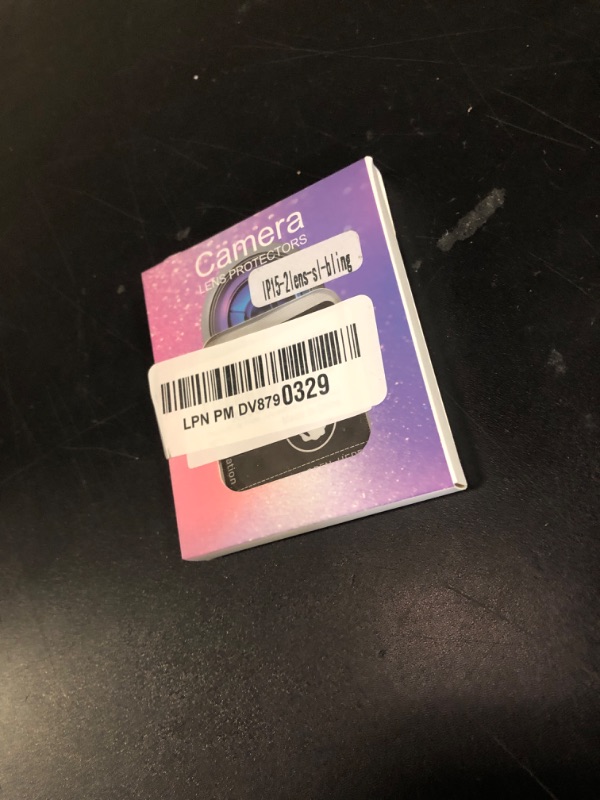 Camera
LENS PROTECTORS
IP15-2lens-sl-bling
LPN PM DV8790329